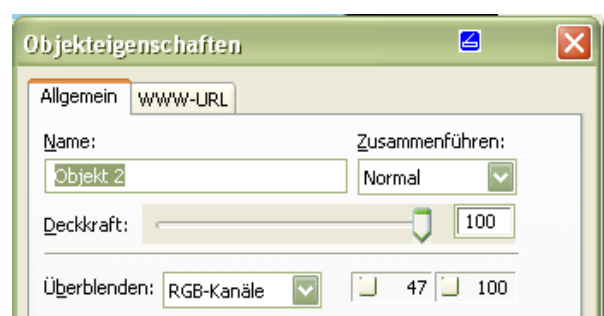 Objekteigenschaften
Allgemein WWW-URL
Name: Zusammenführen:
Objekt 2 Normal
Deckkraft: 100
Überblenden: RGB-Kanäle 47 100